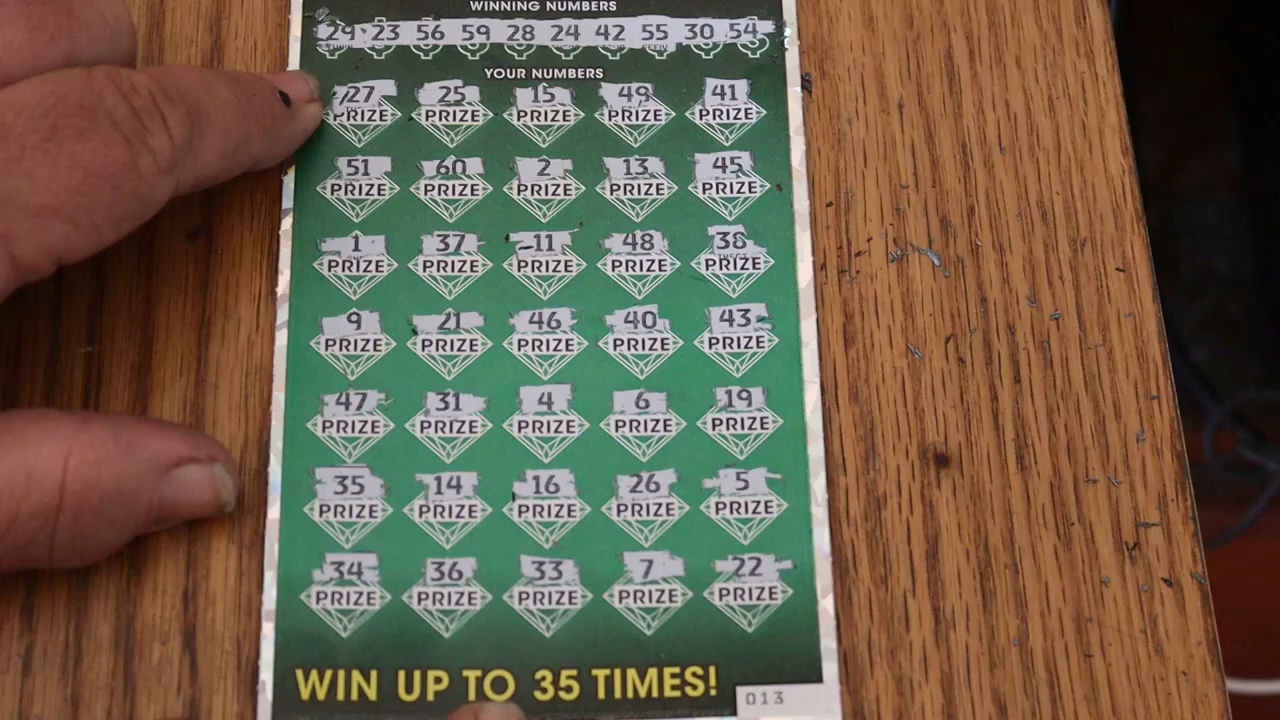 WINNING NUMBERS
29 23 56 59 28 24 42 55 30 54
YOUR NUMBERS
27 25 15 49 41
PRIZE PRIZE PRIZE PRIZE PRIZE
51 60 2 13 45
PRIZE PRIZE PRIZE PRIZE PRIZE
1 37 11 48 38
PRIZE PRIZE PRIZE PRIZE PRIZE
9 21 46 40 43
PRIZE PRIZE PRIZE PRIZE PRIZE
47 31 4 6 19
PRIZE PRIZE PRIZE PRIZE PRIZE
35 14 16 26 5
PRIZE PRIZE PRIZE PRIZE PRIZE
34 36 33 7 22
PRIZE PRIZE PRIZE PRIZE PRIZE
WIN UP TO 35 TIMES!
013